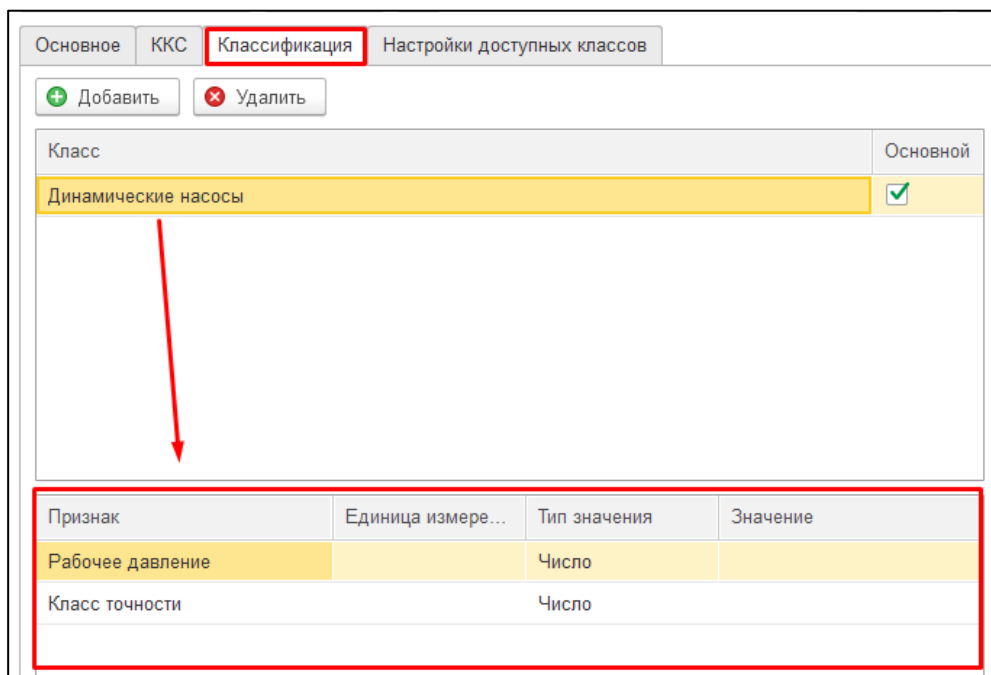 Основное ККС Классификация Настройки доступных классов
Добавить Удалить
Класс Основной
Динамические насосы
Признак Единица измере... Тип значения Значение
Рабочее давление Число
Класс точности Число